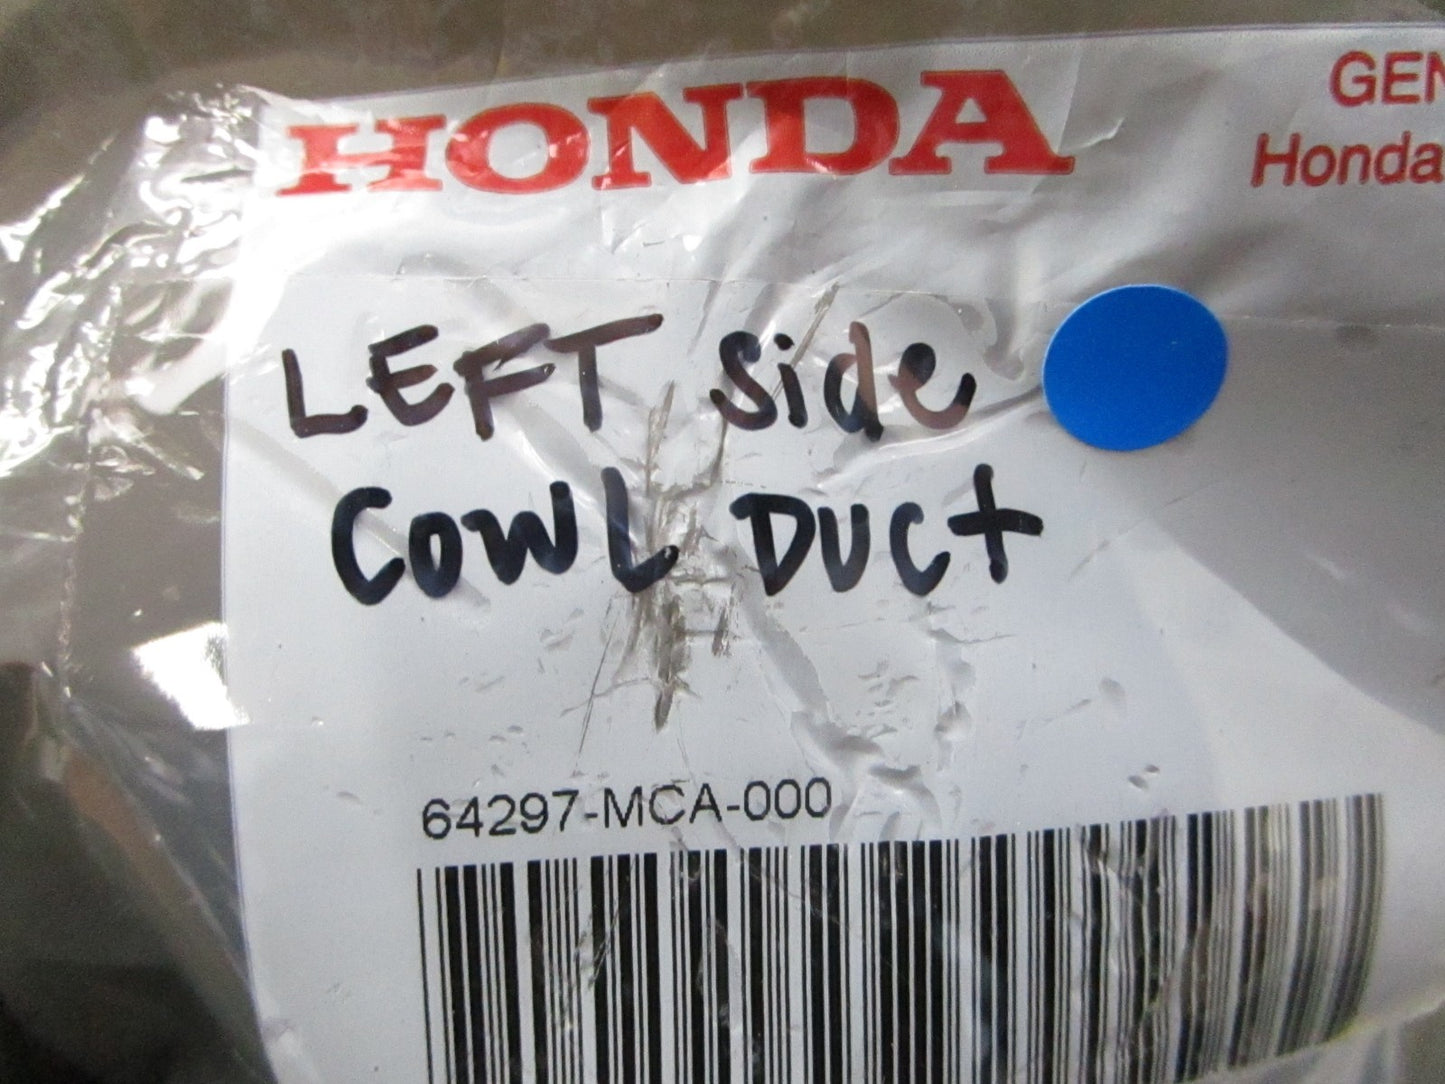 HONDA
GEN
Honda
LEFT side
COWL DUCT
64297-MCA-000